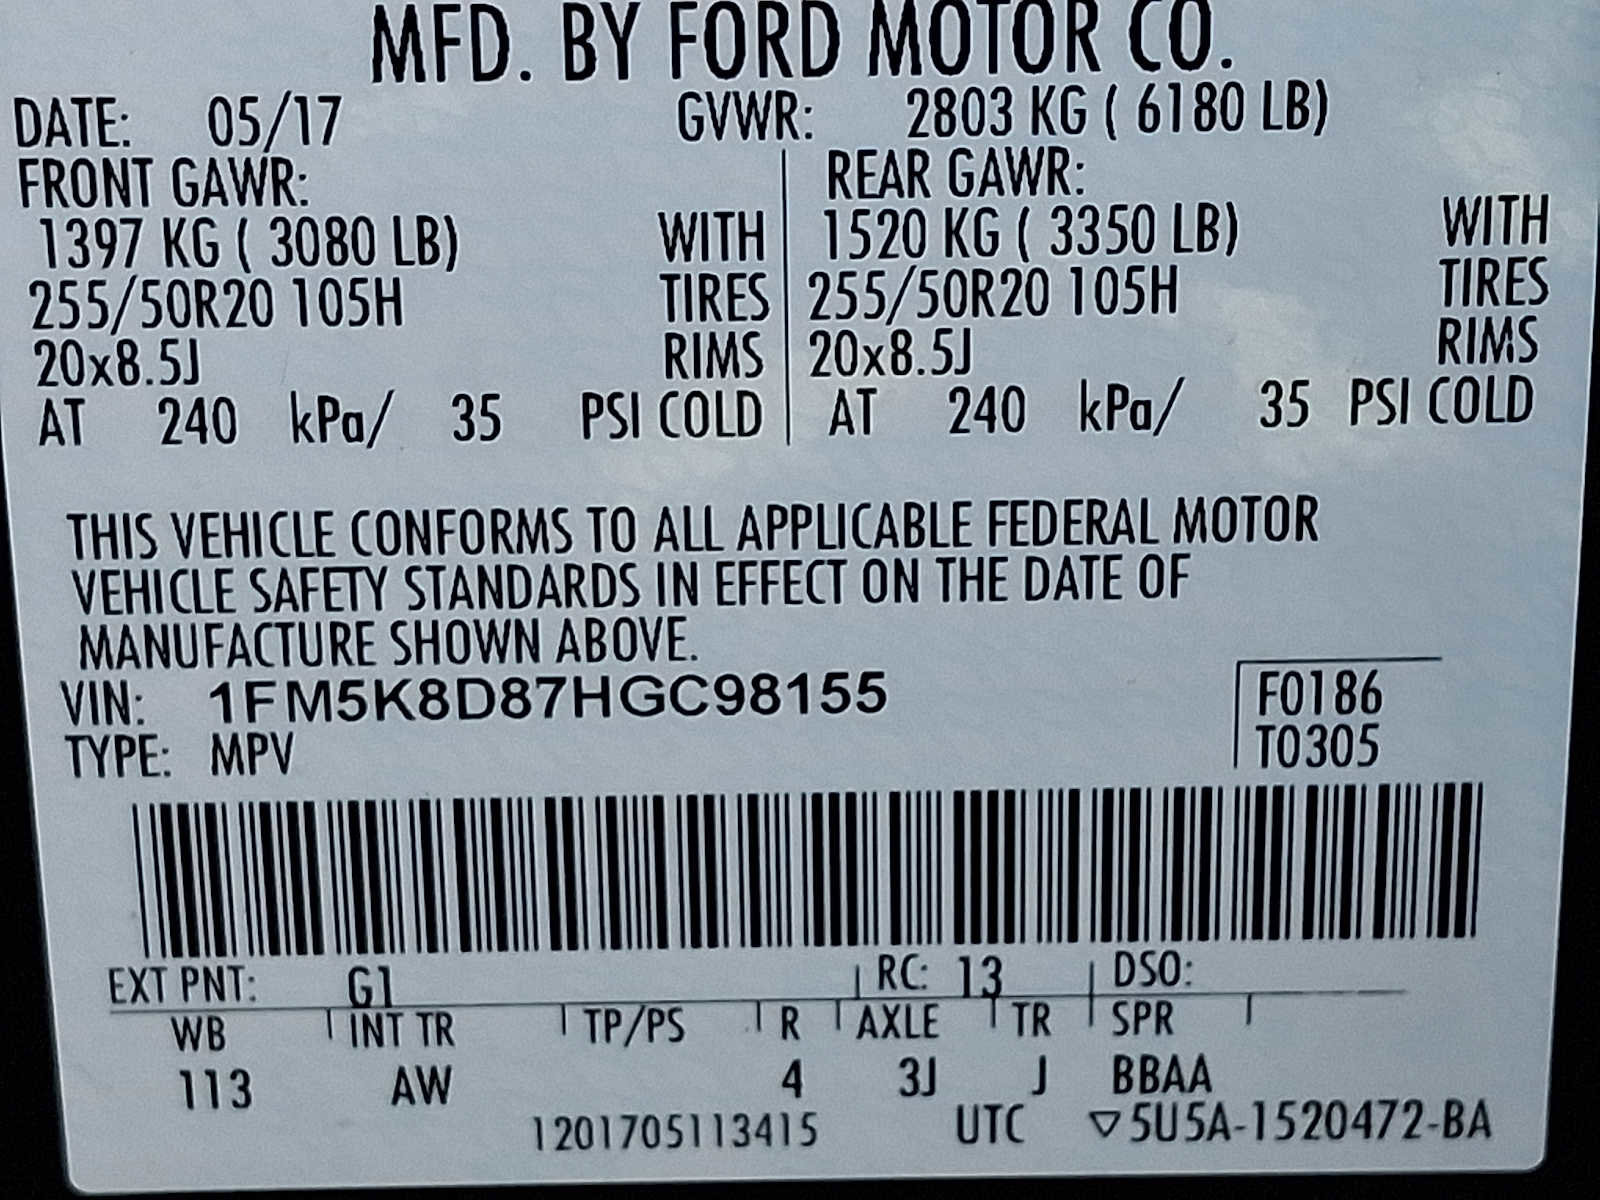 MFD. BY FORD MOTOR CO.
DATE: 05/17 GVWR: 2803 KG ( 6180 LB)
FRONT GAWR: REAR GAWR:
1397 KG ( 3080 LB) WITH 1520 KG ( 3350 LB) WITH
255/50R20 105H TIRES 255/50R20 105H TIRES
20x8.5J RIMS 20x8.5J RIMS
AT 240 kPa/ 35 PSI COLD AT 240 kPa/ 35 PSI COLD
THIS VEHICLE CONFORMS TO ALL APPLICABLE FEDERAL MOTOR
VEHICLE SAFETY STANDARDS IN EFFECT ON THE DATE OF
MANUFACTURE SHOWN ABOVE.
VIN: 1FM5K8D87HGC98155 F0186
TYPE: MPV T0305
EXT PNT: G1 RC: 13 DSO:
WB INT TR TP/PS R AXLE TR SPR
113 AW 4 3J J BBAA
1201705113415 UTC ▽5U5A-1520472-BA